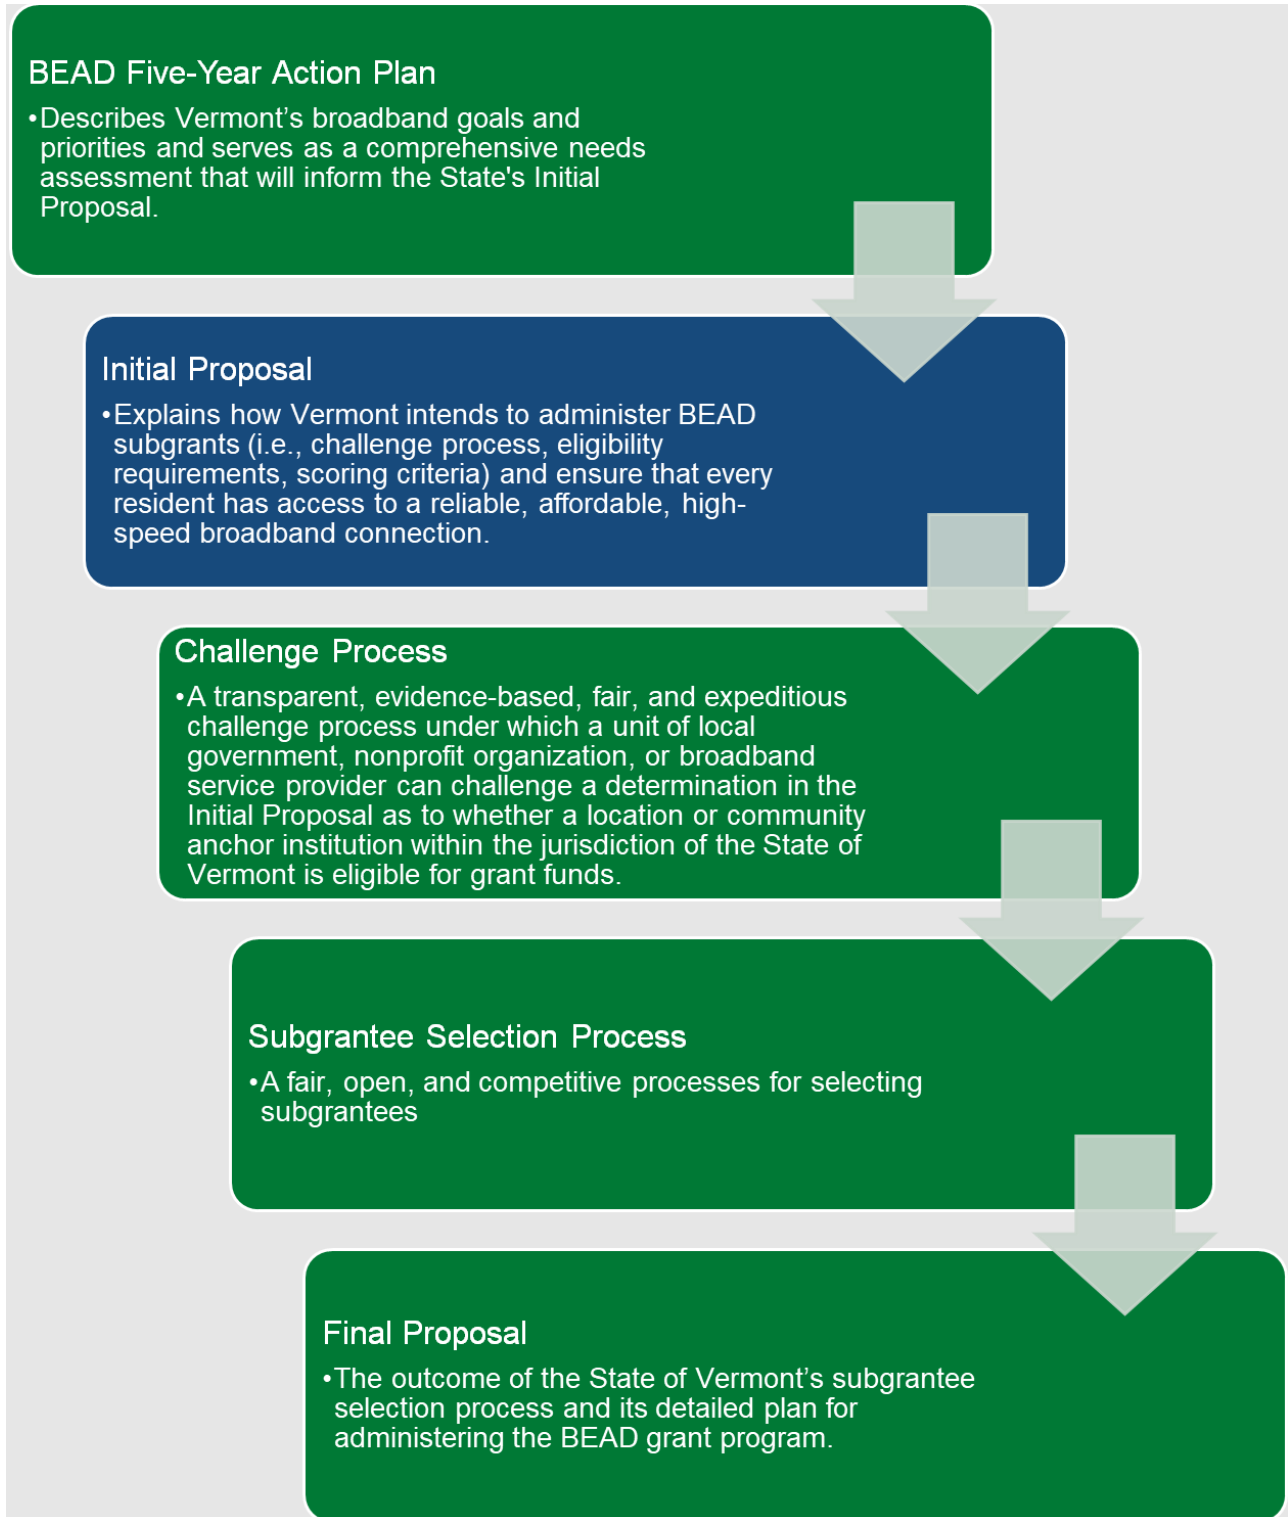 BEAD Five-Year Action Plan
•Describes Vermont’s broadband goals and
priorities and serves as a comprehensive needs
assessment that will inform the State's Initial
Proposal.
Initial Proposal
•Explains how Vermont intends to administer BEAD
subgrants (i.e., challenge process, eligibility
requirements, scoring criteria) and ensure that every
resident has access to a reliable, affordable, high-
speed broadband connection.
Challenge Process
•A transparent, evidence-based, fair, and expeditious
challenge process under which a unit of local
government, nonprofit organization, or broadband
service provider can challenge a determination in the
Initial Proposal as to whether a location or community
anchor institution within the jurisdiction of the State of
Vermont is eligible for grant funds.
Subgrantee Selection Process
•A fair, open, and competitive processes for selecting
subgrantees
Final Proposal
•The outcome of the State of Vermont’s subgrantee
selection process and its detailed plan for
administering the BEAD grant program.